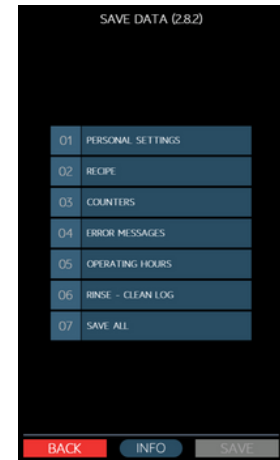 SAVE DATA (2.8.2)
01 PERSONAL SETTINGS
02 RECIPE
03 COUNTERS
04 ERROR MESSAGES
05 OPERATING HOURS
06 RINSE - CLEAN LOG
07 SAVE ALL
BACK INFO SAVE